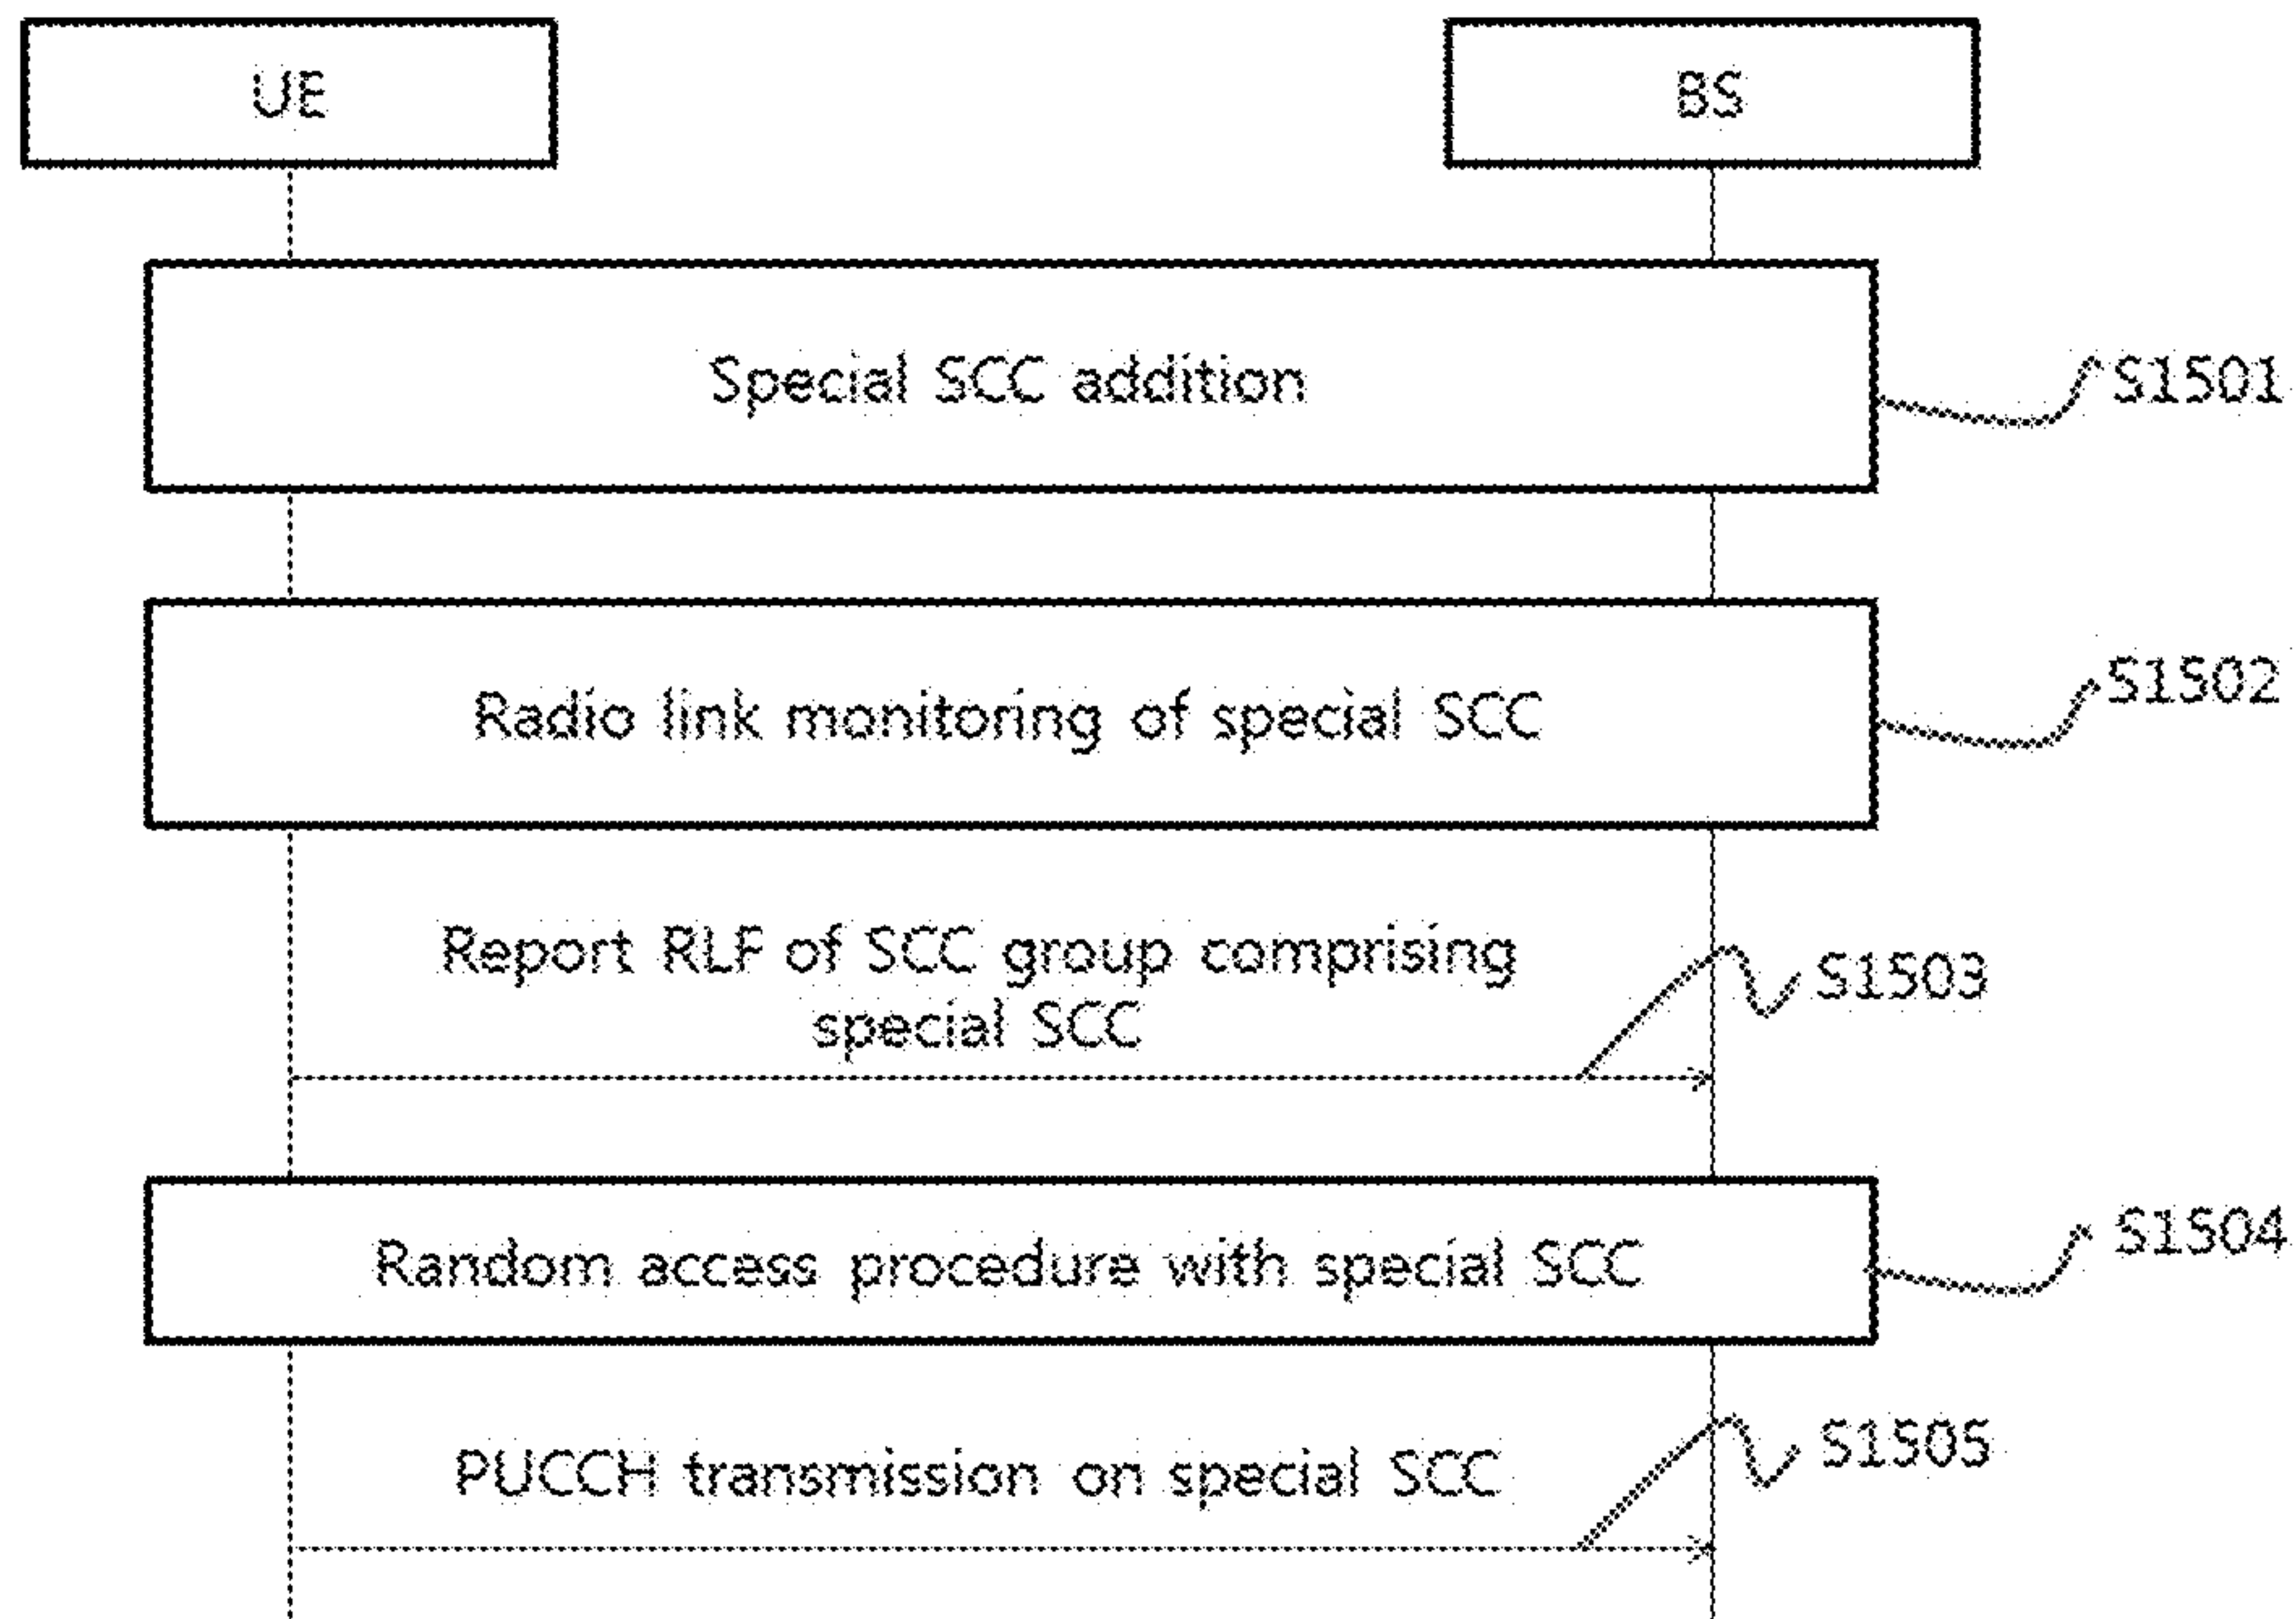 UE
BS
Special SCC addition
S1501
Radio link monitoring of special SCC
S1502
Report RLF of SCC group comprising
special SCC
S1503
Random access procedure with special SCC
S1504
PUCCH transmission on special SCC
S1505